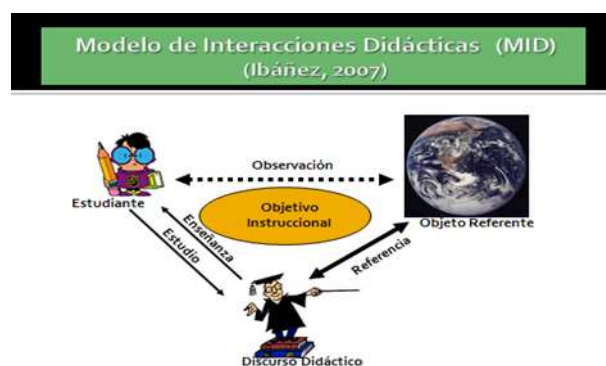 Modelo de Interacciones Didácticas (MID)
(Ibáñez, 2007)
Observación
Estudiante
Objetivo
Instruccional
Objeto Referente
Enseñanza
Estudio
Referencia
Discurso Didáctico